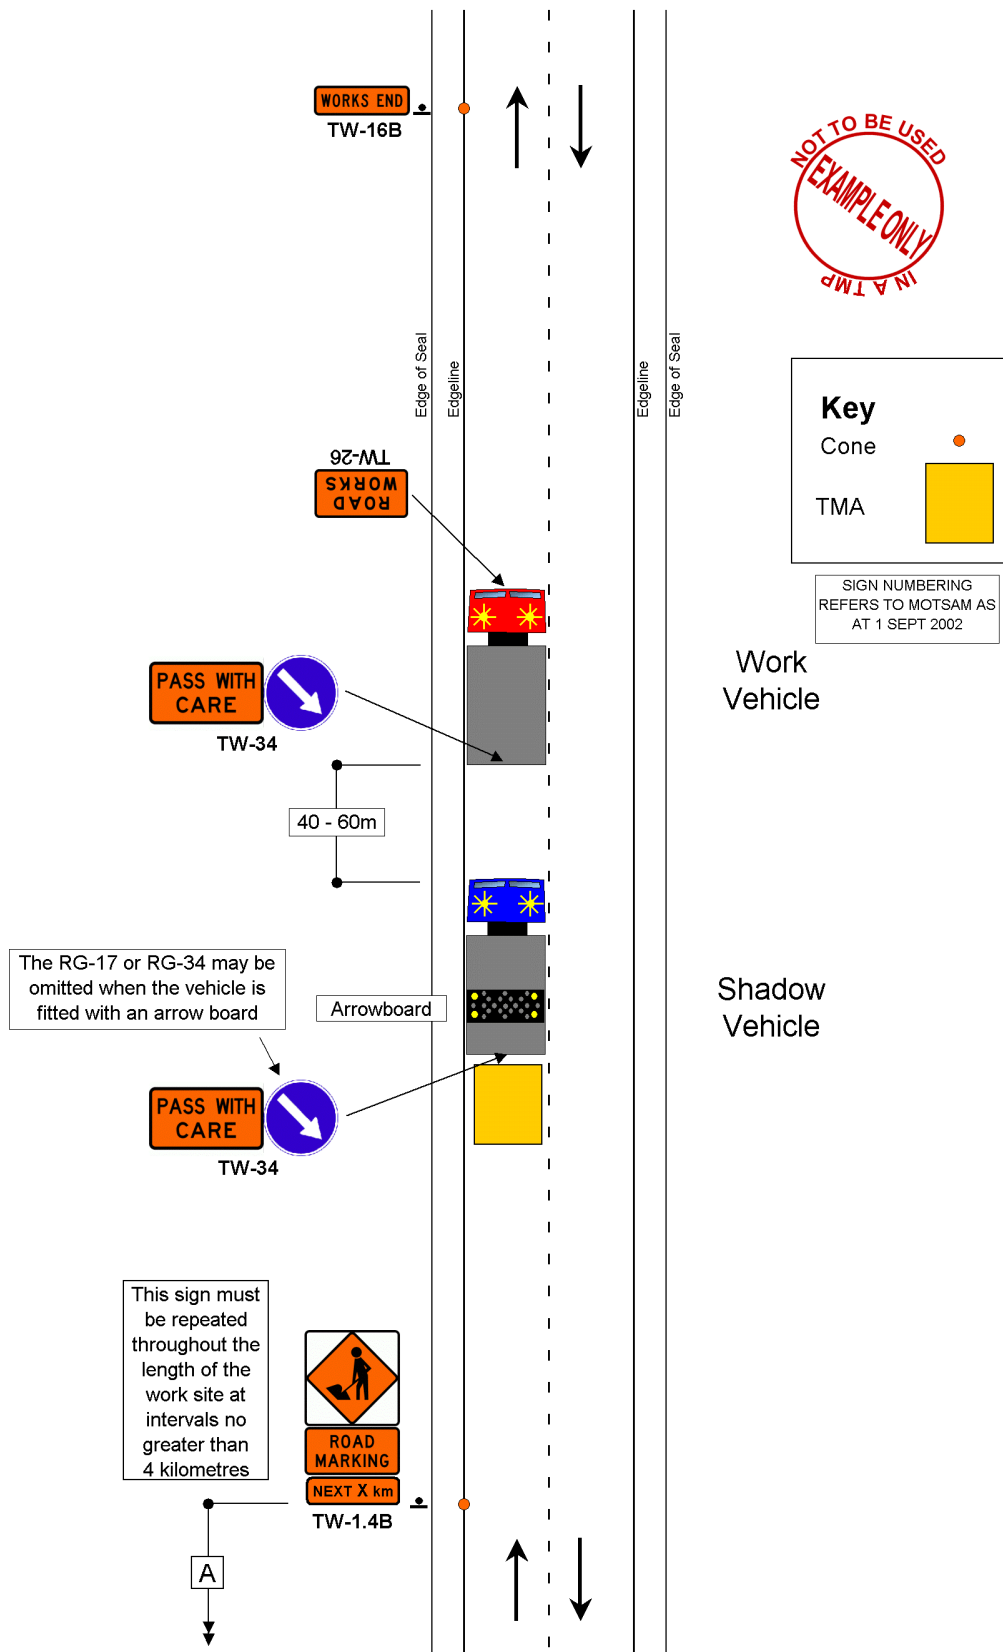 WORKS END
TW-16B
NOT TO BE USED
EXAMPLE ONLY
IN A TMP
Edge of Seal
Edgeline
Edgeline
Edge of Seal
Key
Cone
TMA
SIGN NUMBERING
REFERS TO MOTSAM AS
AT 1 SEPT 2002
ROAD
WORKS
TW-26
Work
Vehicle
PASS WITH
CARE
TW-34
40 - 60m
The RG-17 or RG-34 may be
omitted when the vehicle is
fitted with an arrow board
Arrowboard
Shadow
Vehicle
PASS WITH
CARE
TW-34
This sign must
be repeated
throughout the
length of the
work site at
intervals no
greater than
4 kilometres
ROAD
MARKING
NEXT X km
TW-1.4B
A